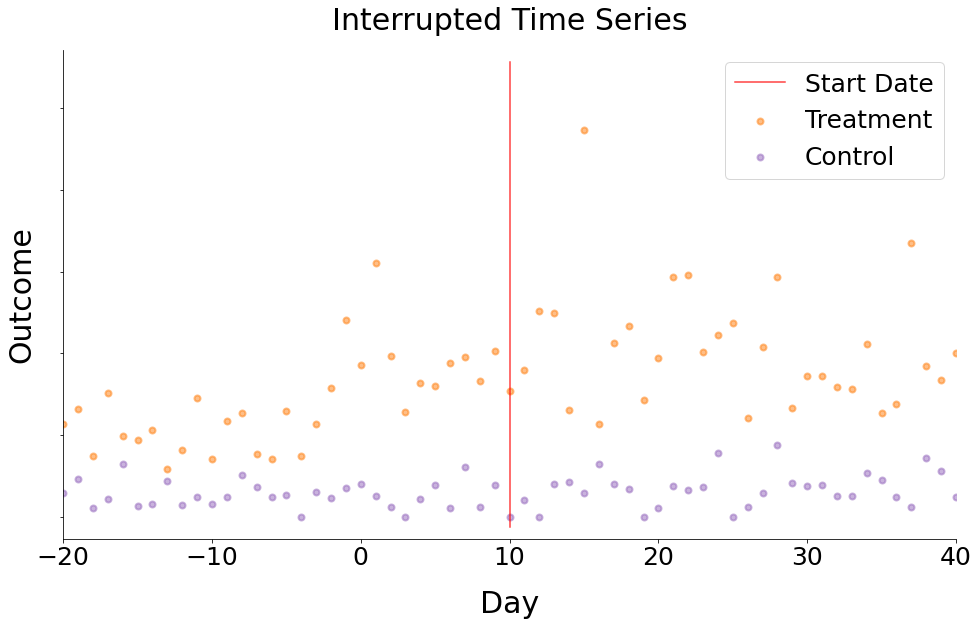 Interrupted Time Series
Start Date
Treatment
Control
Outcome
−20 −10 0 10 20 30 40
Day